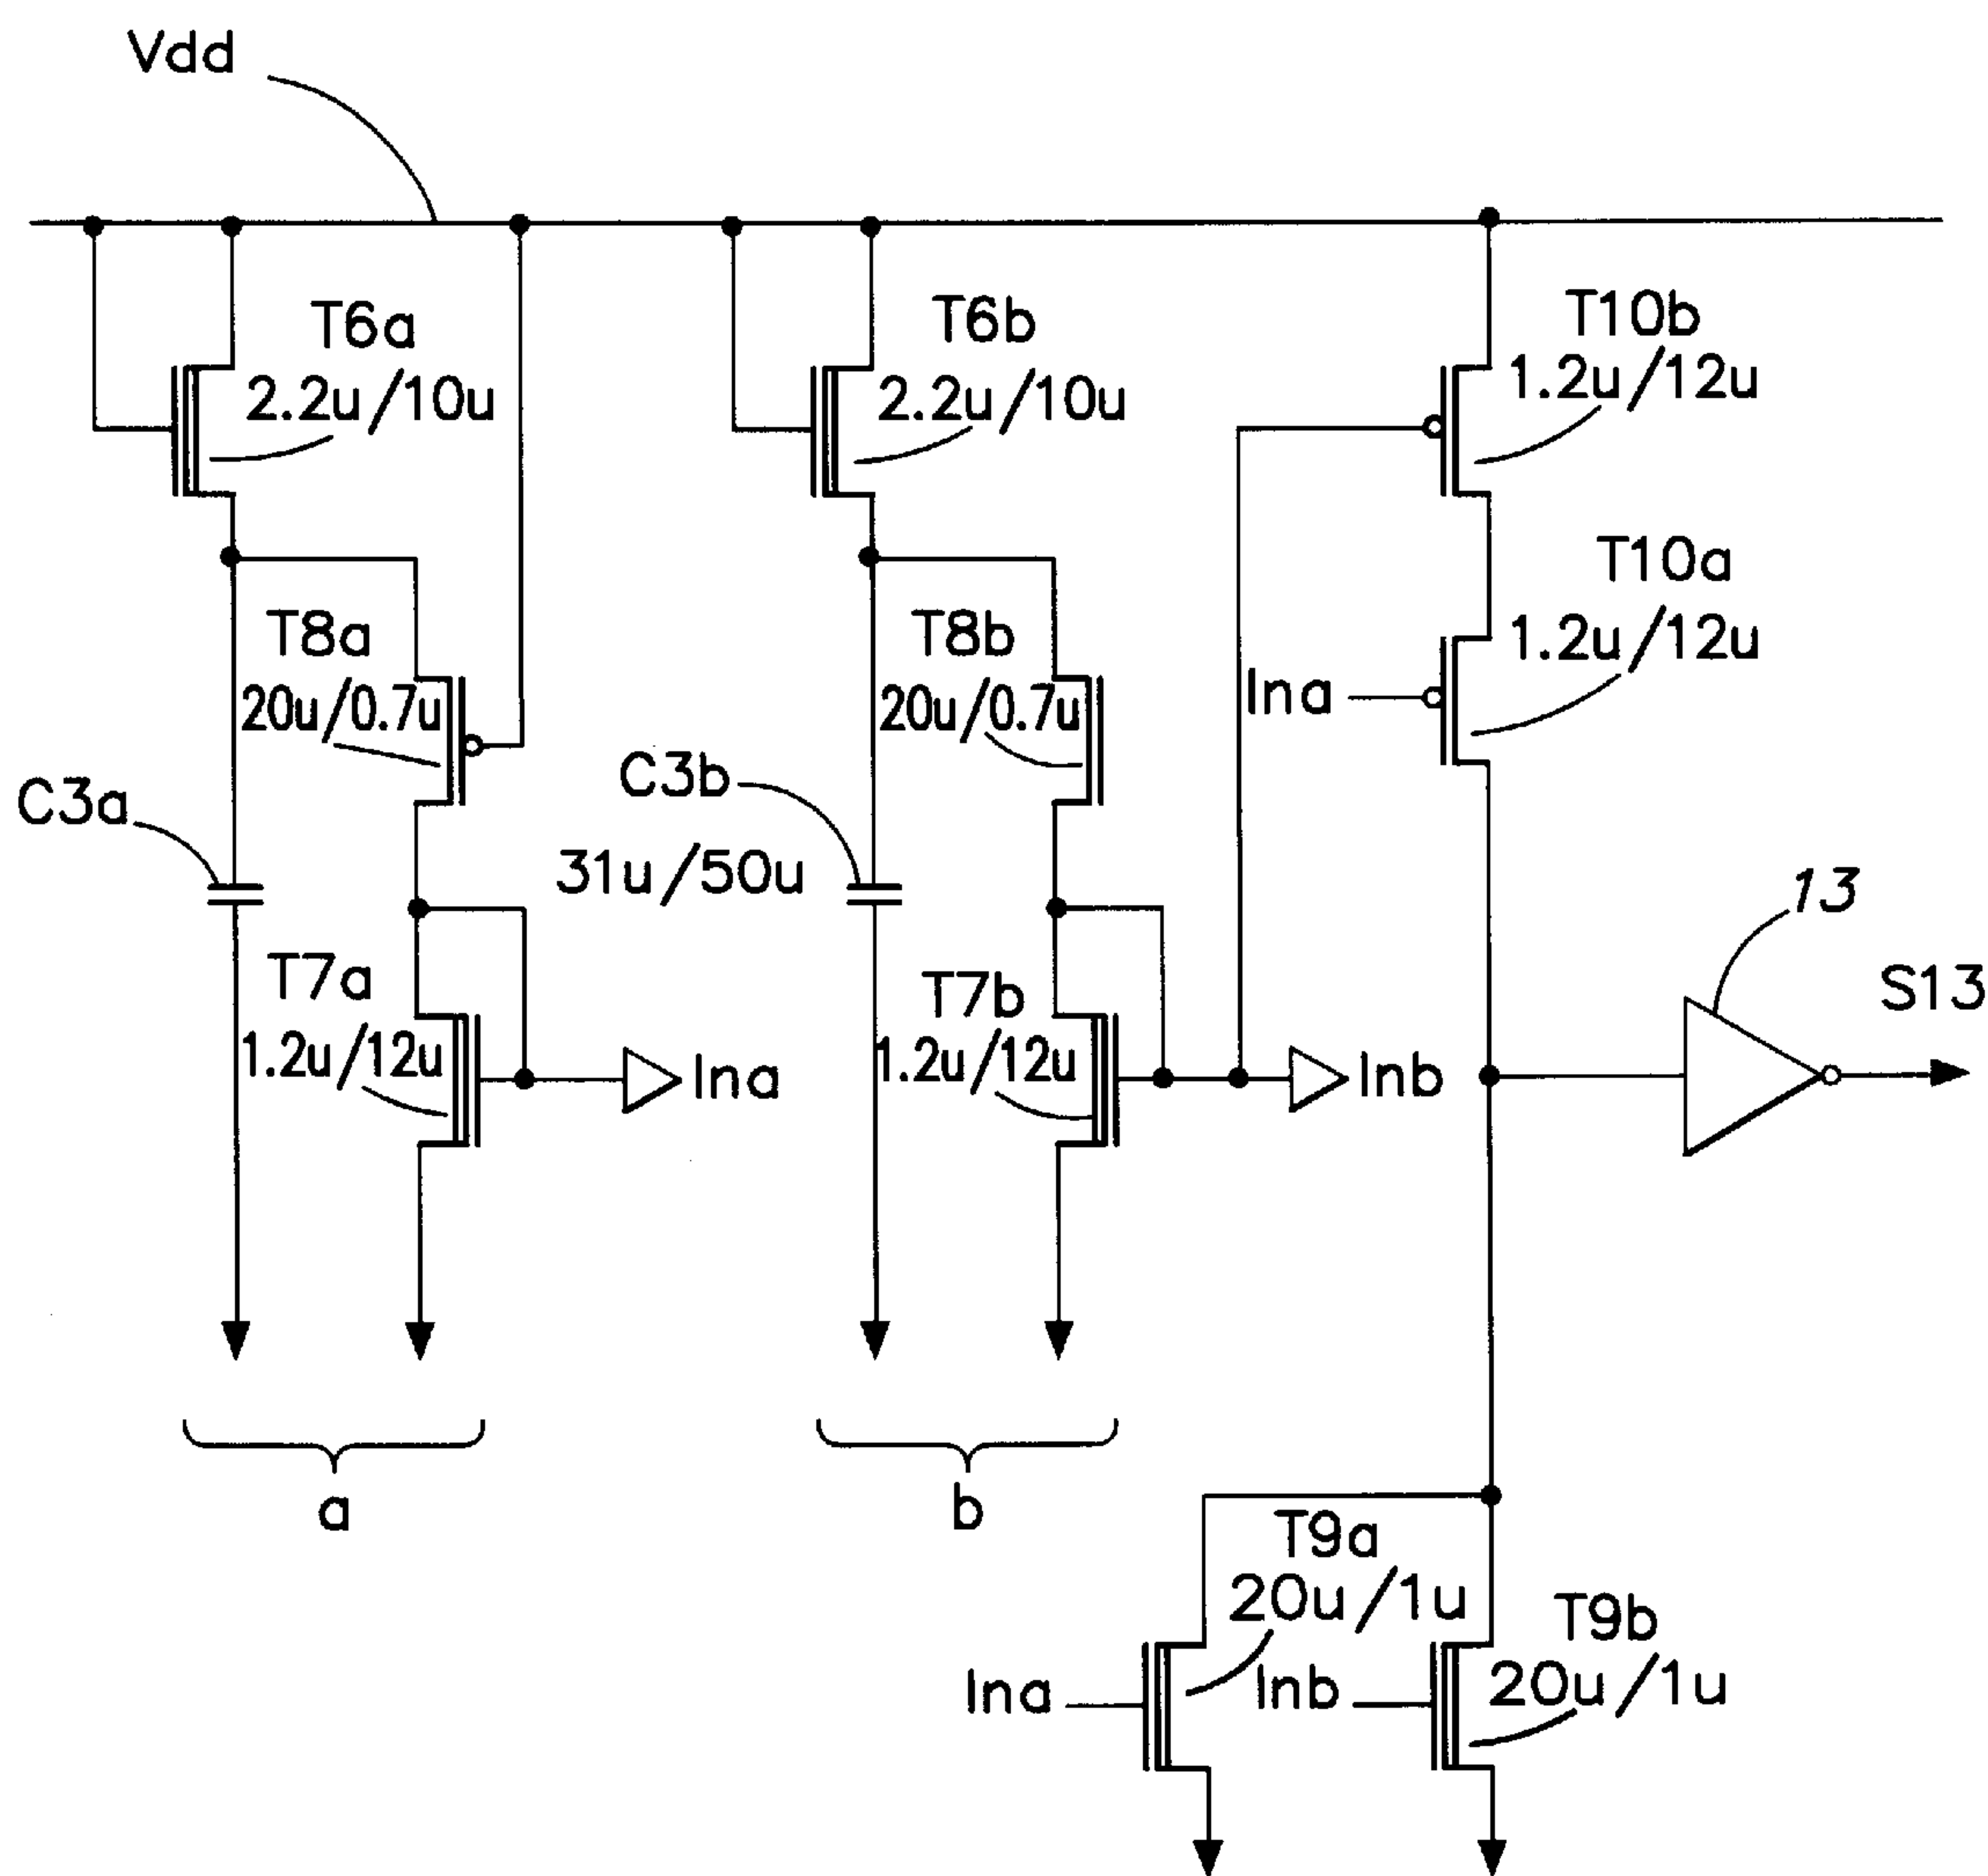 Vdd
T6a
2.2u/10u
T6b
2.2u/10u
T10b
1.2u/12u
T8a
20u/0.7u
T8b
20u/0.7u
T10a
1.2u/12u
Ina
C3a
C3b
31u/50u
13
S13
T7a
1.2u/12u
Ina
T7b
1.2u/12u
Inb
a
b
T9a
20u/1u
T9b
20u/1u
Ina
Inb